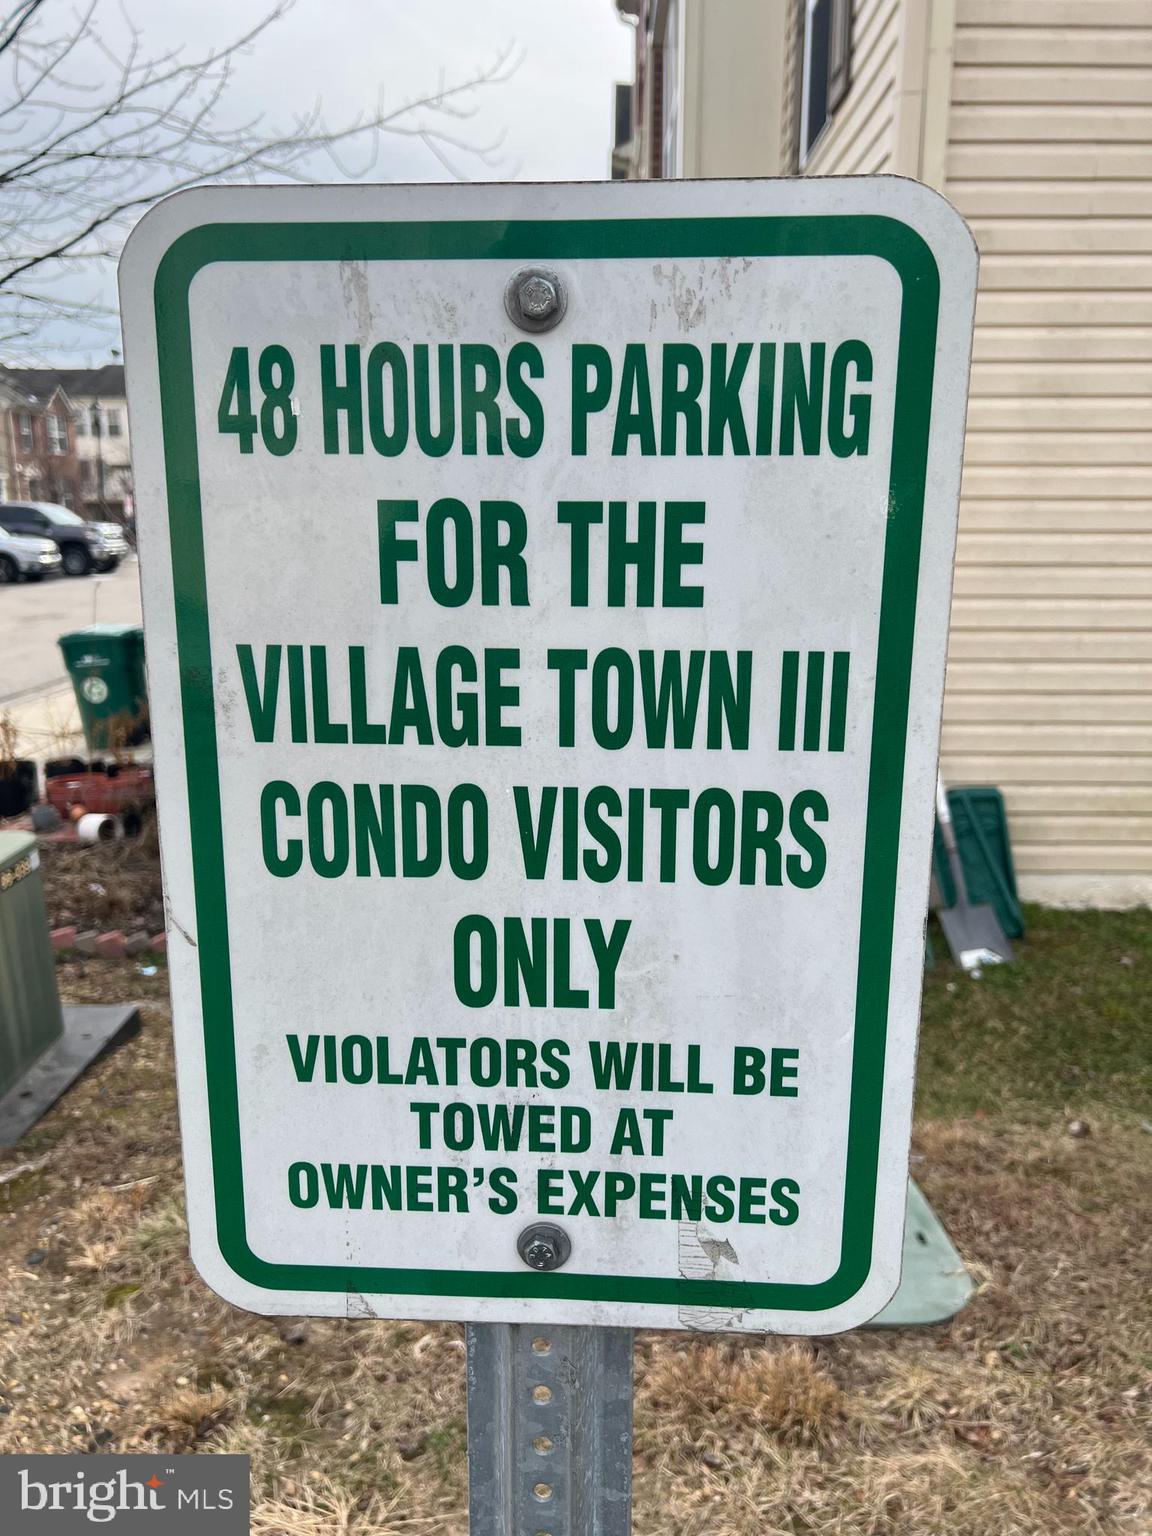 48 HOURS PARKING
FOR THE
VILLAGE TOWN III
CONDO VISITORS
ONLY
VIOLATORS WILL BE
TOWED AT
OWNER'S EXPENSES
bright™ MLS